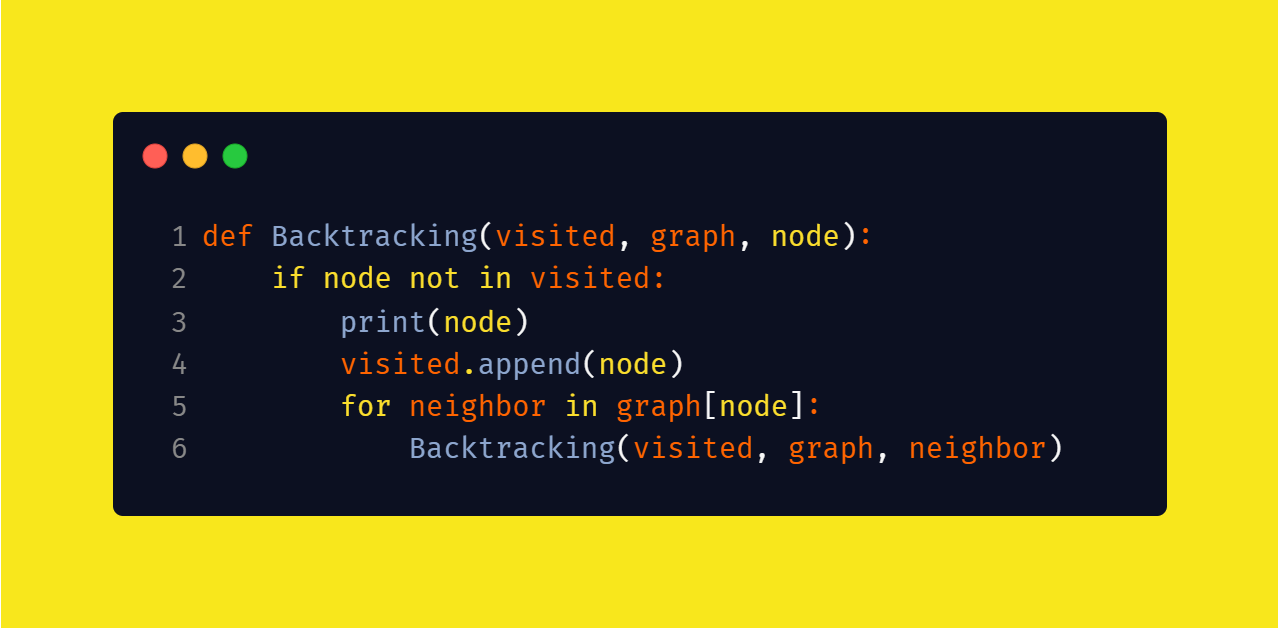 1 def Backtracking(visited, graph, node):
2     if node not in visited:
3         print(node)
4         visited.append(node)
5         for neighbor in graph[node]:
6             Backtracking(visited, graph, neighbor)